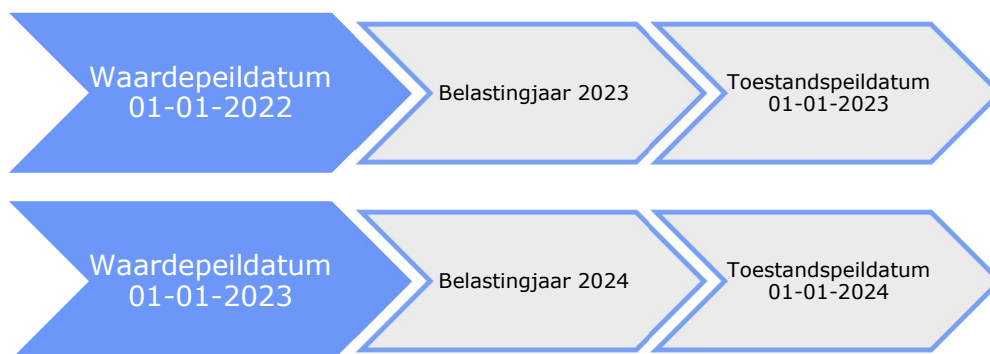 Waardepeildatum
01-01-2022
Belastingjaar 2023
Toestandspeildatum
01-01-2023
Waardepeildatum
01-01-2023
Belastingjaar 2024
Toestandspeildatum
01-01-2024